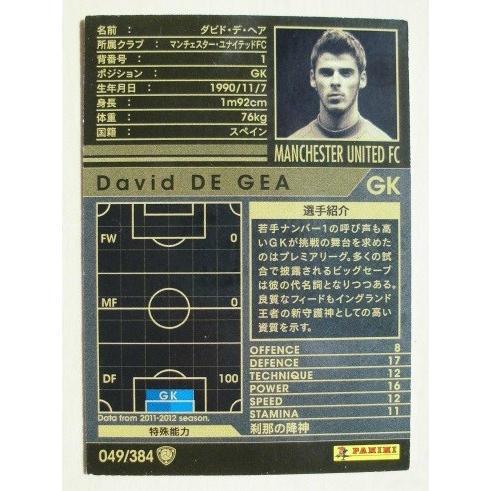 名前 : ダビド・デ・ヘア
所属クラブ : マンチェスター・ユナイテッドFC
背番号 : 1
ポジション : GK
生年月日 : 1990/11/7
身長 : 1m92cm
体重 : 76kg
国籍 : スペイン
MANCHESTER UNITED FC
David DE GEA GK
FW 0
MF 0
DF 100
GK
Data from 2011-2012 season.
特殊能力
選手紹介
若手ナンバー1の呼び声も高
いGKが挑戦の舞台を求めた
のはプレミアリーグ。多くの試
合で披露されるビッグセーブ
は彼の代名詞となりつつある。
良質なフィードもイングランド
王者の新守護神としての高い
資質を示す。
OFFENCE 8
DEFENCE 17
TECHNIQUE 12
POWER 16
SPEED 12
STAMINA 11
刹那の降神
049/384
PANINI